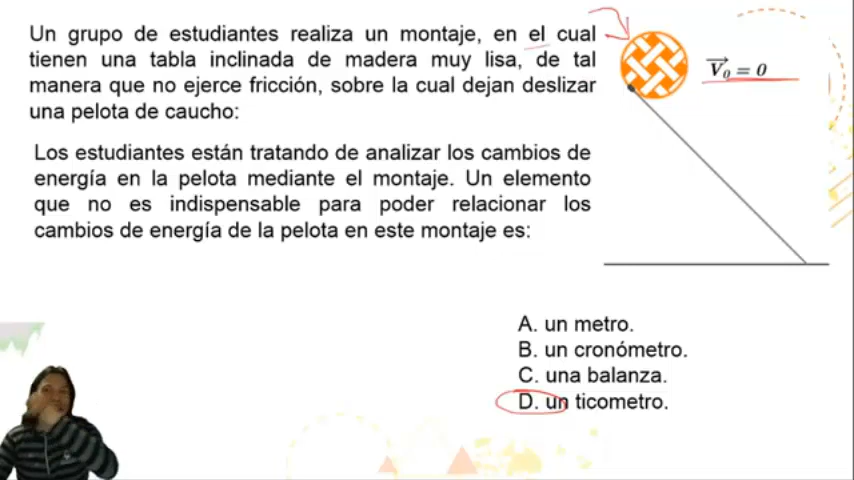 Un grupo de estudiantes realiza un montaje, en el cual
tienen una tabla inclinada de madera muy lisa, de tal
manera que no ejerce fricción, sobre la cual dejan deslizar
una pelota de caucho:
V₀ = 0
Los estudiantes están tratando de analizar los cambios de
energía en la pelota mediante el montaje. Un elemento
que no es indispensable para poder relacionar los
cambios de energía de la pelota en este montaje es:
A. un metro.
B. un cronómetro.
C. una balanza.
D. un ticometro.